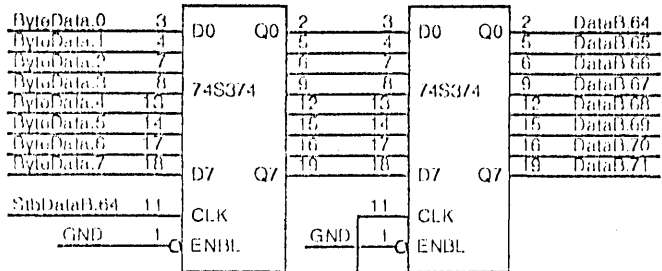 ByteData.0 3 D0 Q0 2 3 D0 Q0 2 DataB.64
ByteData.1 4 5 4 5 DataB.65
ByteData.2 7 6 7 6 DataB.66
ByteData.3 8 74S374 9 8 74S374 9 DataB.67
ByteData.4 13 12 13 12 DataB.68
ByteData.5 14 15 14 15 DataB.69
ByteData.6 17 16 17 16 DataB.70
ByteData.7 18 D7 Q7 19 18 D7 Q7 19 DataB.71
StbDataB.64 11 CLK 11 CLK
GND 1 ENBL GND 1 ENBL